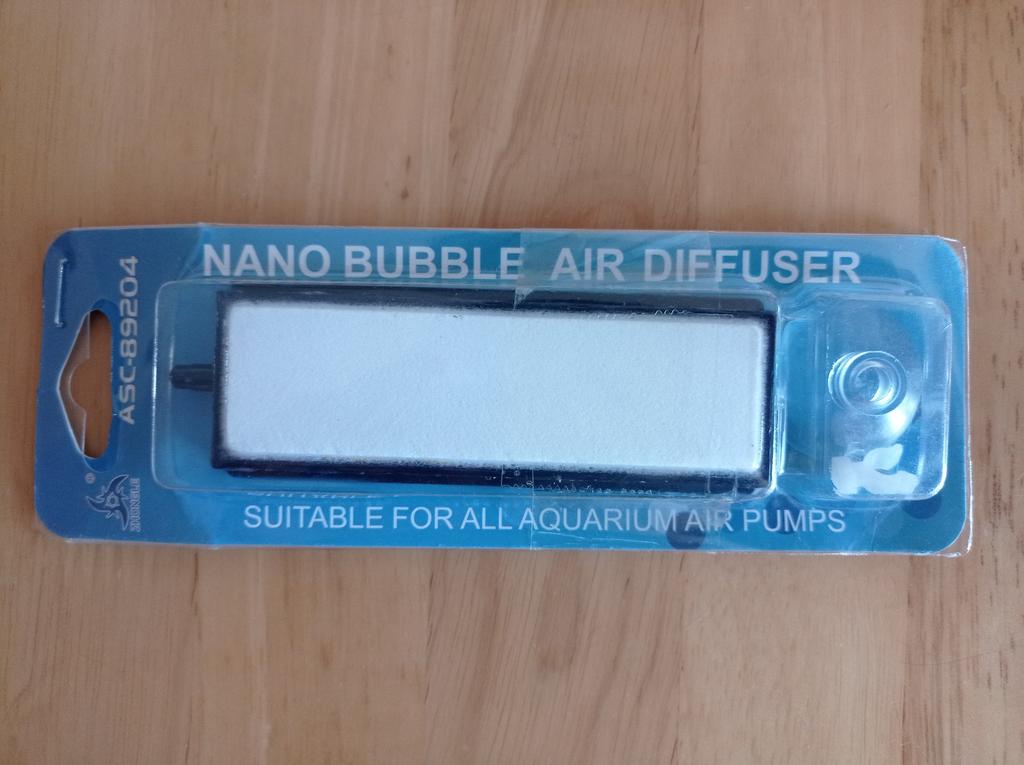 NANO BUBBLE AIR DIFFUSER
ASC-89204
SUITABLE FOR ALL AQUARIUM AIR PUMPS